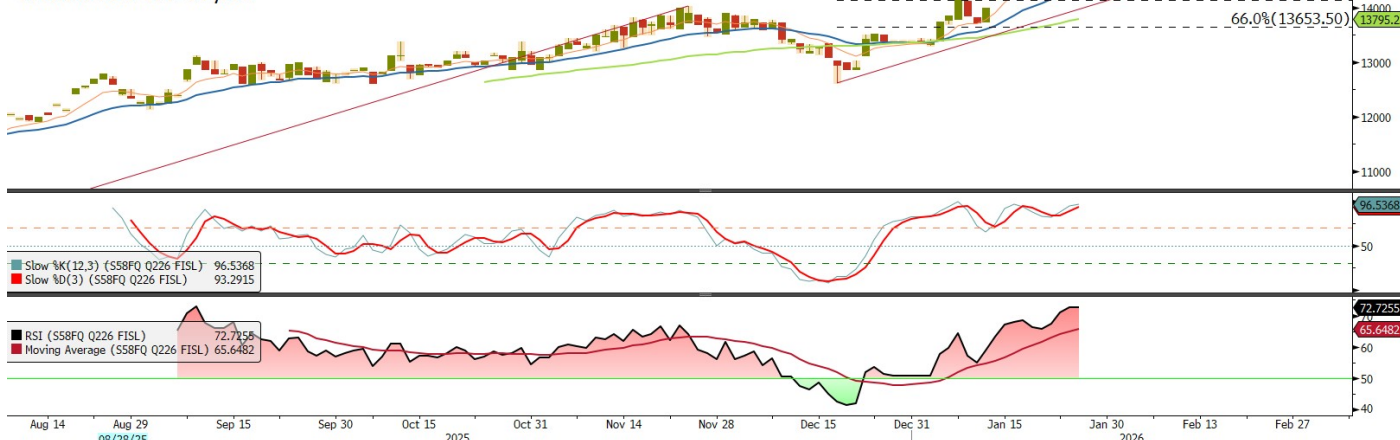 14000
66.0%(13653.50)
13795.2
13000
12000
11000
96.5368
50
Slow %K(12,3) (S58FQ Q226 FISL) 96.5368
Slow %D(3) (S58FQ Q226 FISL) 93.2915
72.7255
70
65.6482
RSI (S58FQ Q226 FISL) 72.7255
Moving Average (S58FQ Q226 FISL) 65.6482
60
50
40
Aug 14 Aug 29 Sep 15 Sep 30 Oct 15 Oct 31 Nov 14 Nov 28 Dec 15 Dec 31 Jan 15 Jan 30 Feb 13 Feb 27
08/28/25 2025 2026